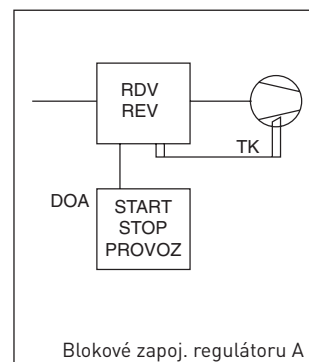 RDV
REV
TK
DOA
START
STOP
PROVOZ
Blokové zapoj. regulátoru A